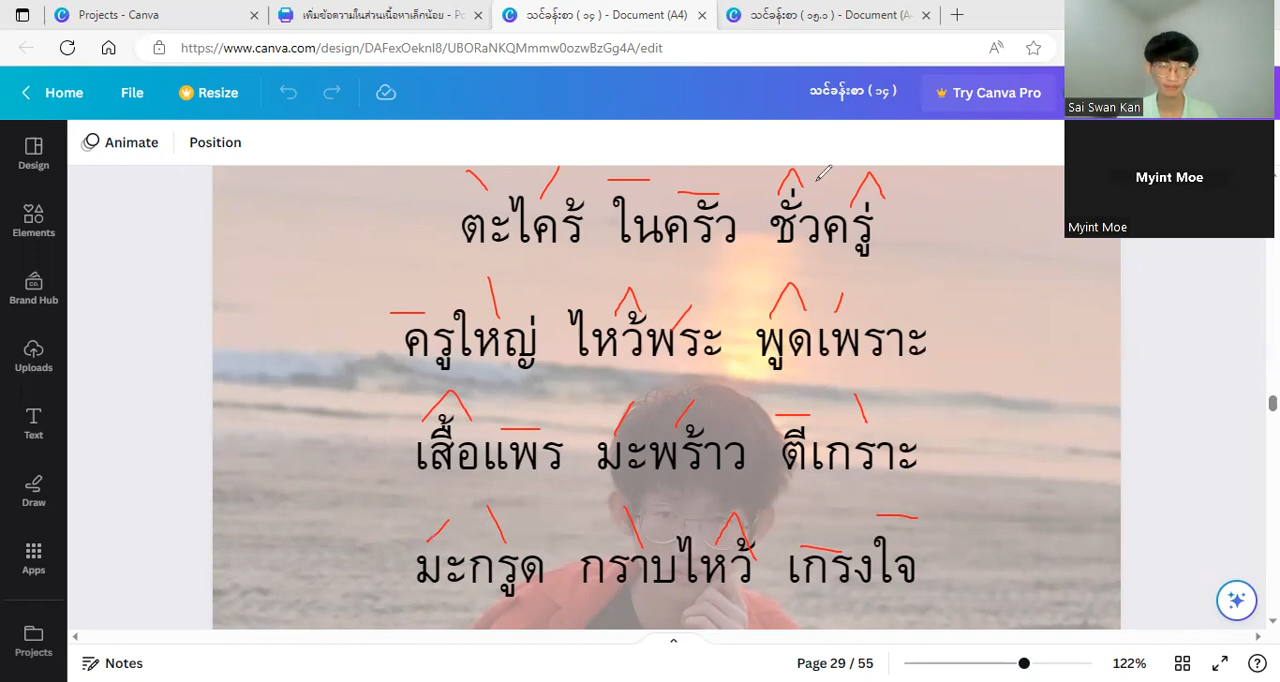 Projects - Canva
เพิ่มข้อความในส่วนเนื้อหาเล็กน้อย - Po
သင်ခန်းစာ ( ၁၄ ) - Document (A4)
သင်ခန်းစာ ( ၁၅.၁ ) - Document (A
https://www.canva.com/design/DAFexOeknI8/UBORaNKQMmmw0ozwBzGg4A/edit
Home File Resize သင်ခန်းစာ ( ၁၄ ) Try Canva Pro
Sai Swan Kan
Animate Position
Myint Moe
Myint Moe
Design
Elements
Brand Hub
Uploads
Text
Draw
Apps
Projects
ตะไคร้ ในครัว ชั่วครู่
ครูใหญ่ ไหว้พระ พูดเพราะ
เสื้อแพร มะพร้าว ตีเกราะ
มะกรูด กราบไหว้ เกรงใจ
Notes Page 29 / 55 122%